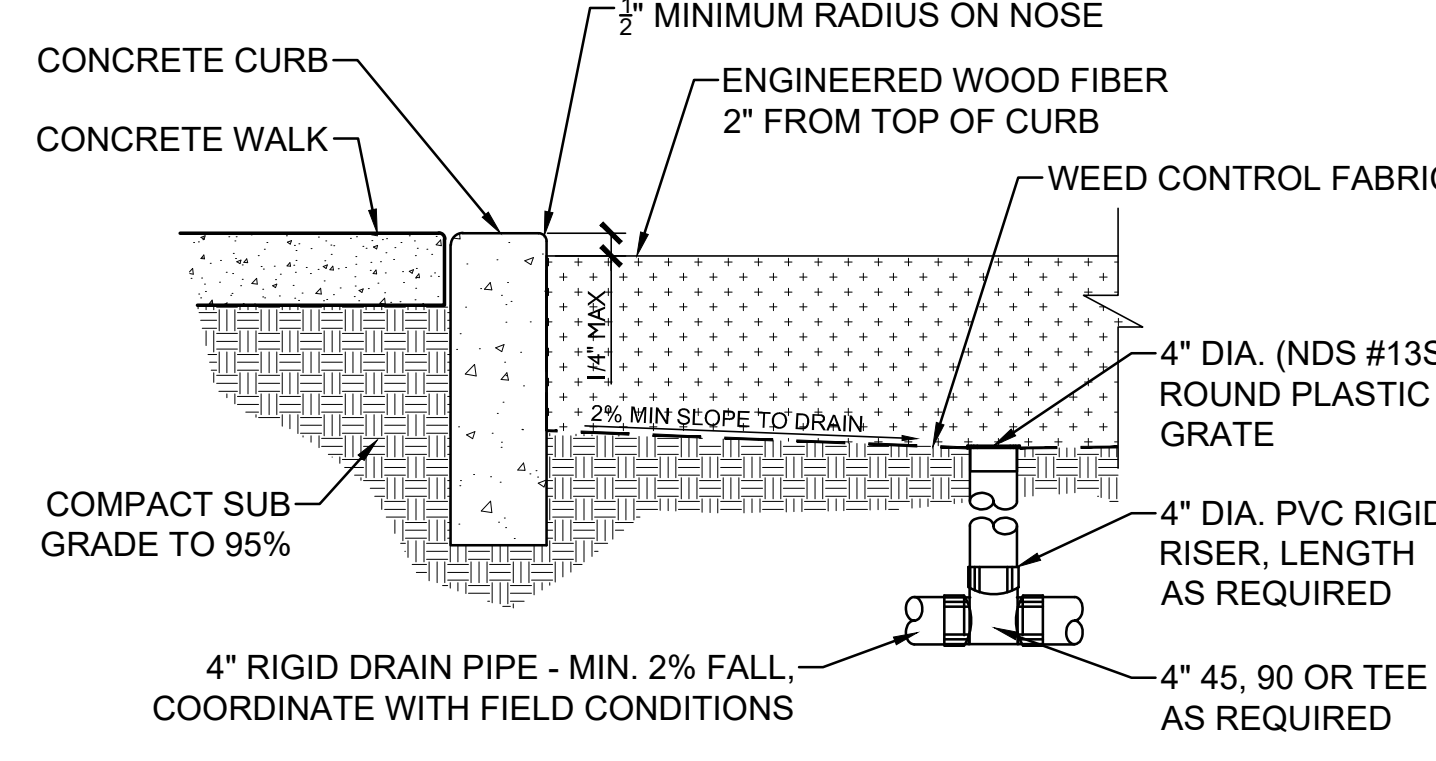 ½" MINIMUM RADIUS ON NOSE
CONCRETE CURB
ENGINEERED WOOD FIBER
2" FROM TOP OF CURB
CONCRETE WALK
WEED CONTROL FABRIC
1/4" MAX
2% MIN SLOPE TO DRAIN
4" DIA. (NDS #13S
ROUND PLASTIC
GRATE
COMPACT SUB
GRADE TO 95%
4" DIA. PVC RIGID
RISER, LENGTH
AS REQUIRED
4" RIGID DRAIN PIPE - MIN. 2% FALL,
COORDINATE WITH FIELD CONDITIONS
4" 45, 90 OR TEE
AS REQUIRED